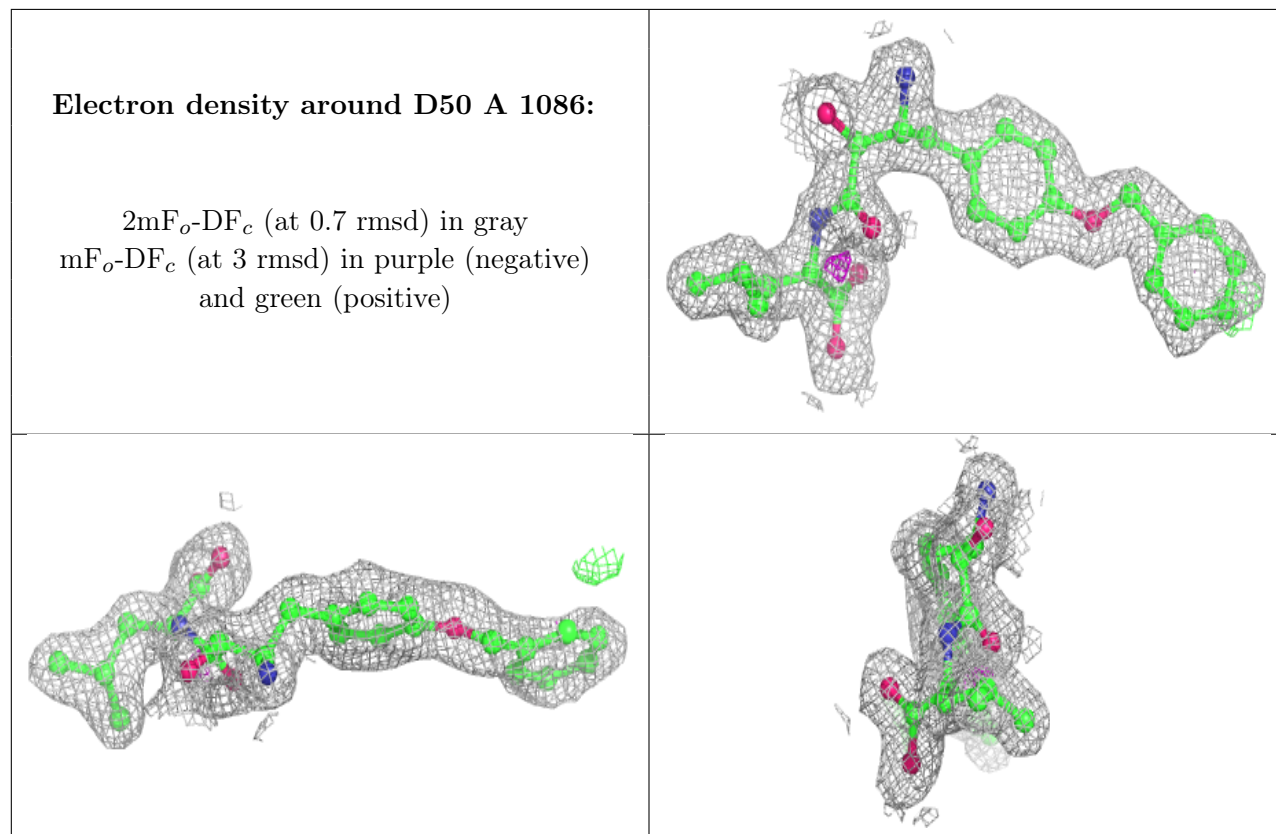 Electron density around D50 A 1086:
2mFₒ-DF𝑐 (at 0.7 rmsd) in gray
mFₒ-DF𝑐 (at 3 rmsd) in purple (negative)
and green (positive)